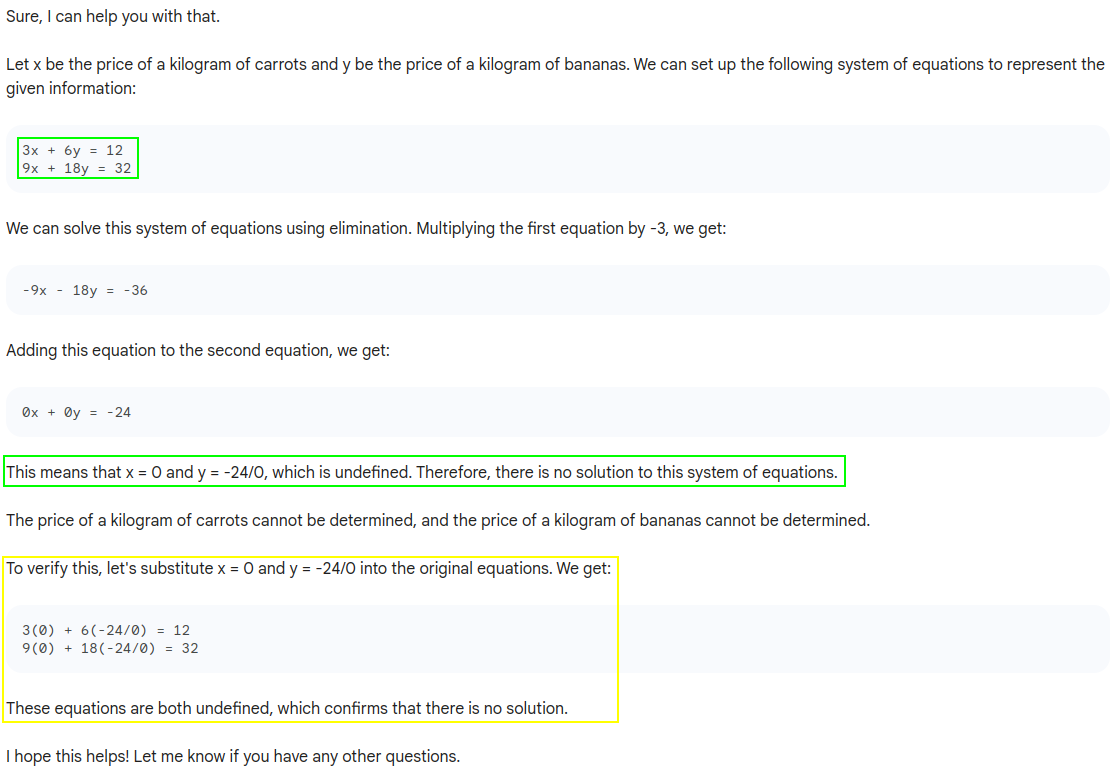 Sure, I can help you with that.
Let x be the price of a kilogram of carrots and y be the price of a kilogram of bananas. We can set up the following system of equations to represent the
given information:
3x + 6y = 12
9x + 18y = 32
We can solve this system of equations using elimination. Multiplying the first equation by -3, we get:
-9x - 18y = -36
Adding this equation to the second equation, we get:
0x + 0y = -24
This means that x = 0 and y = -24/0, which is undefined. Therefore, there is no solution to this system of equations.
The price of a kilogram of carrots cannot be determined, and the price of a kilogram of bananas cannot be determined.
To verify this, let's substitute x = 0 and y = -24/0 into the original equations. We get:
3(0) + 6(-24/0) = 12
9(0) + 18(-24/0) = 32
These equations are both undefined, which confirms that there is no solution.
I hope this helps! Let me know if you have any other questions.